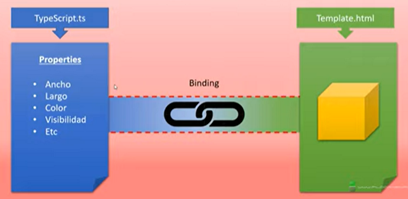 TypeScript.ts
Template.html
Properties
• Ancho
• Largo
• Color
• Visibilidad
• Etc
Binding